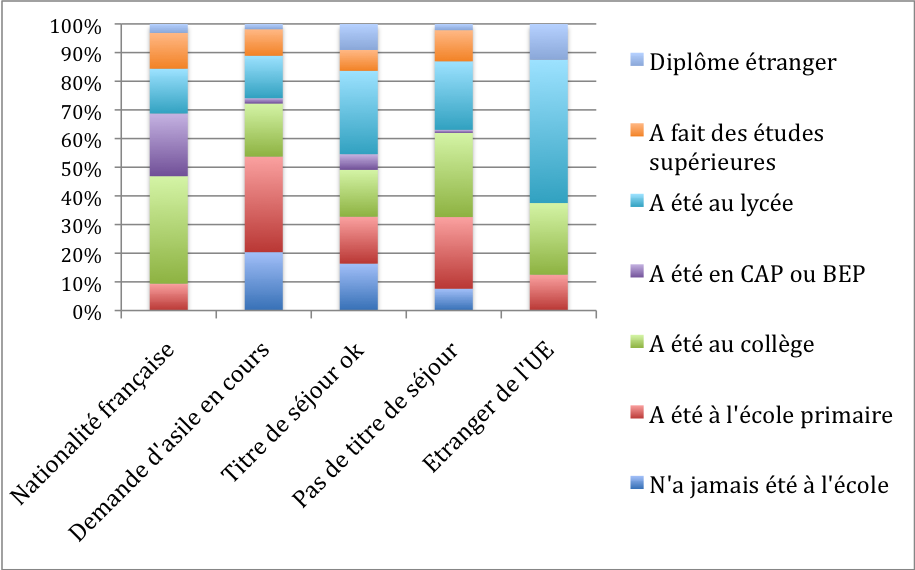 100%
90%
80%
70%
60%
50%
40%
30%
20%
10%
0%
Nationalité française
Demande d'asile en cours
Titre de séjour ok
Pas de titre de séjour
Etranger de l'UE
Diplôme étranger
A fait des études
supérieures
A été au lycée
A été en CAP ou BEP
A été au collège
A été à l'école primaire
N'a jamais été à l'école